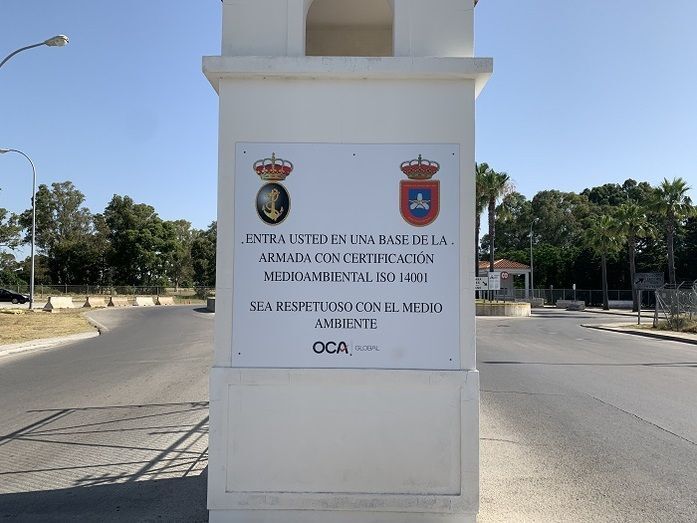 ENTRA USTED EN UNA BASE DE LA
ARMADA CON CERTIFICACIÓN
MEDIOAMBIENTAL ISO 14001
SEA RESPETUOSO CON EL MEDIO
AMBIENTE
OCA GLOBAL